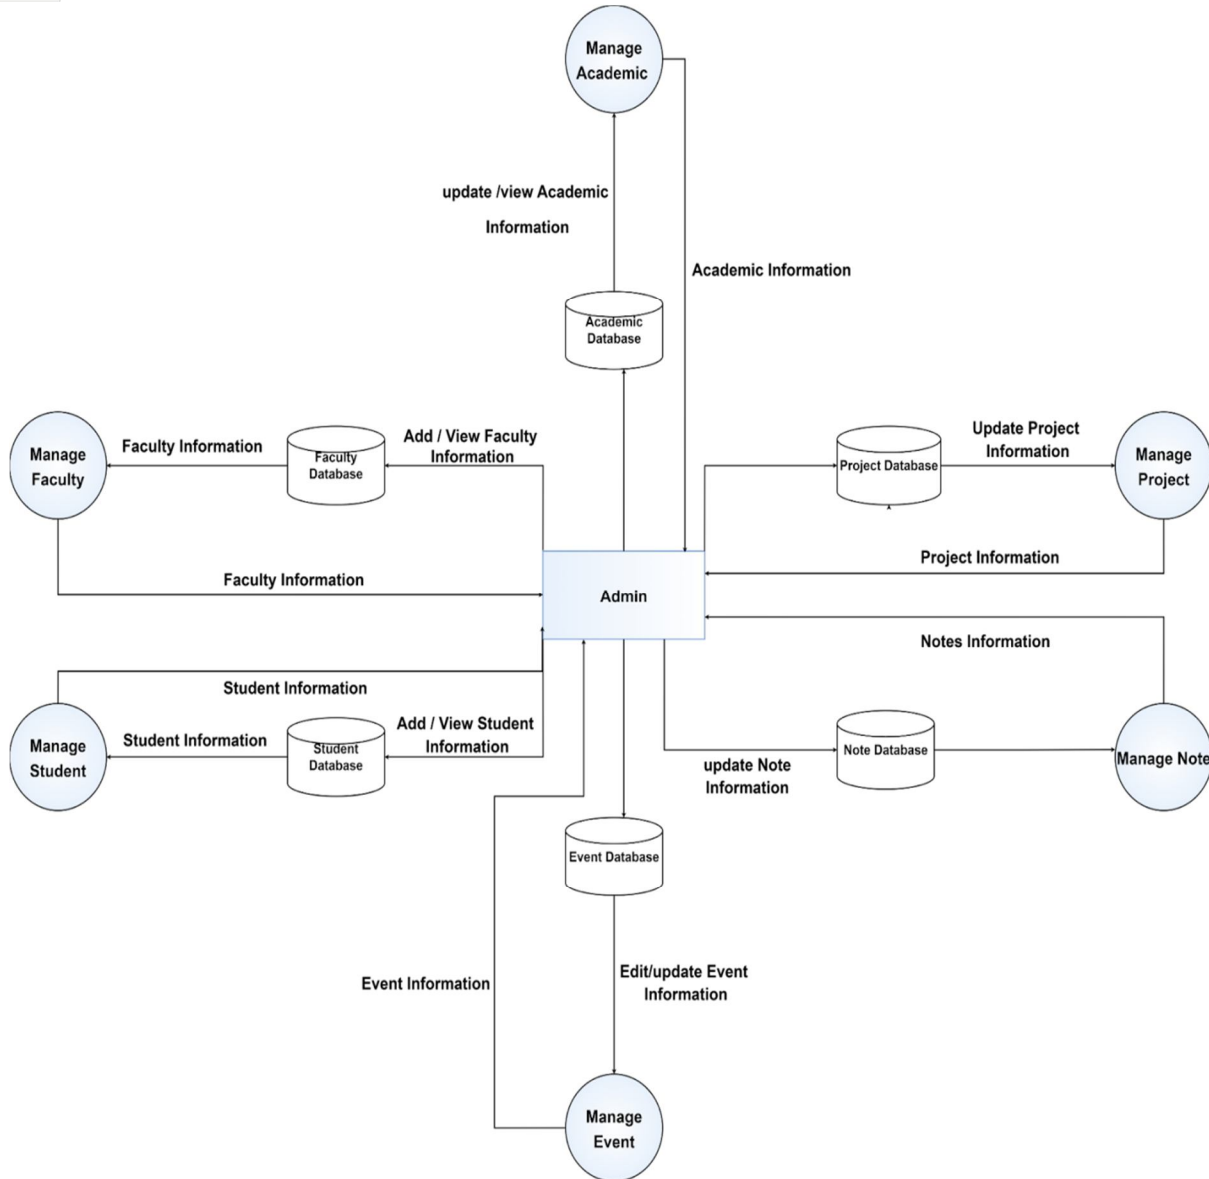 Manage
Academic
update /view Academic
Information
Academic Information
Academic
Database
Manage
Faculty
Faculty Information
Faculty
Database
Add / View Faculty
Information
Project Database
Update Project
Information
Manage
Project
Faculty Information
Admin
Project Information
Notes Information
Student Information
Manage
Student
Student Information
Student
Database
Add / View Student
Information
update Note
Information
Note Database
Manage Note
Event Database
Event Information
Edit/update Event
Information
Manage
Event